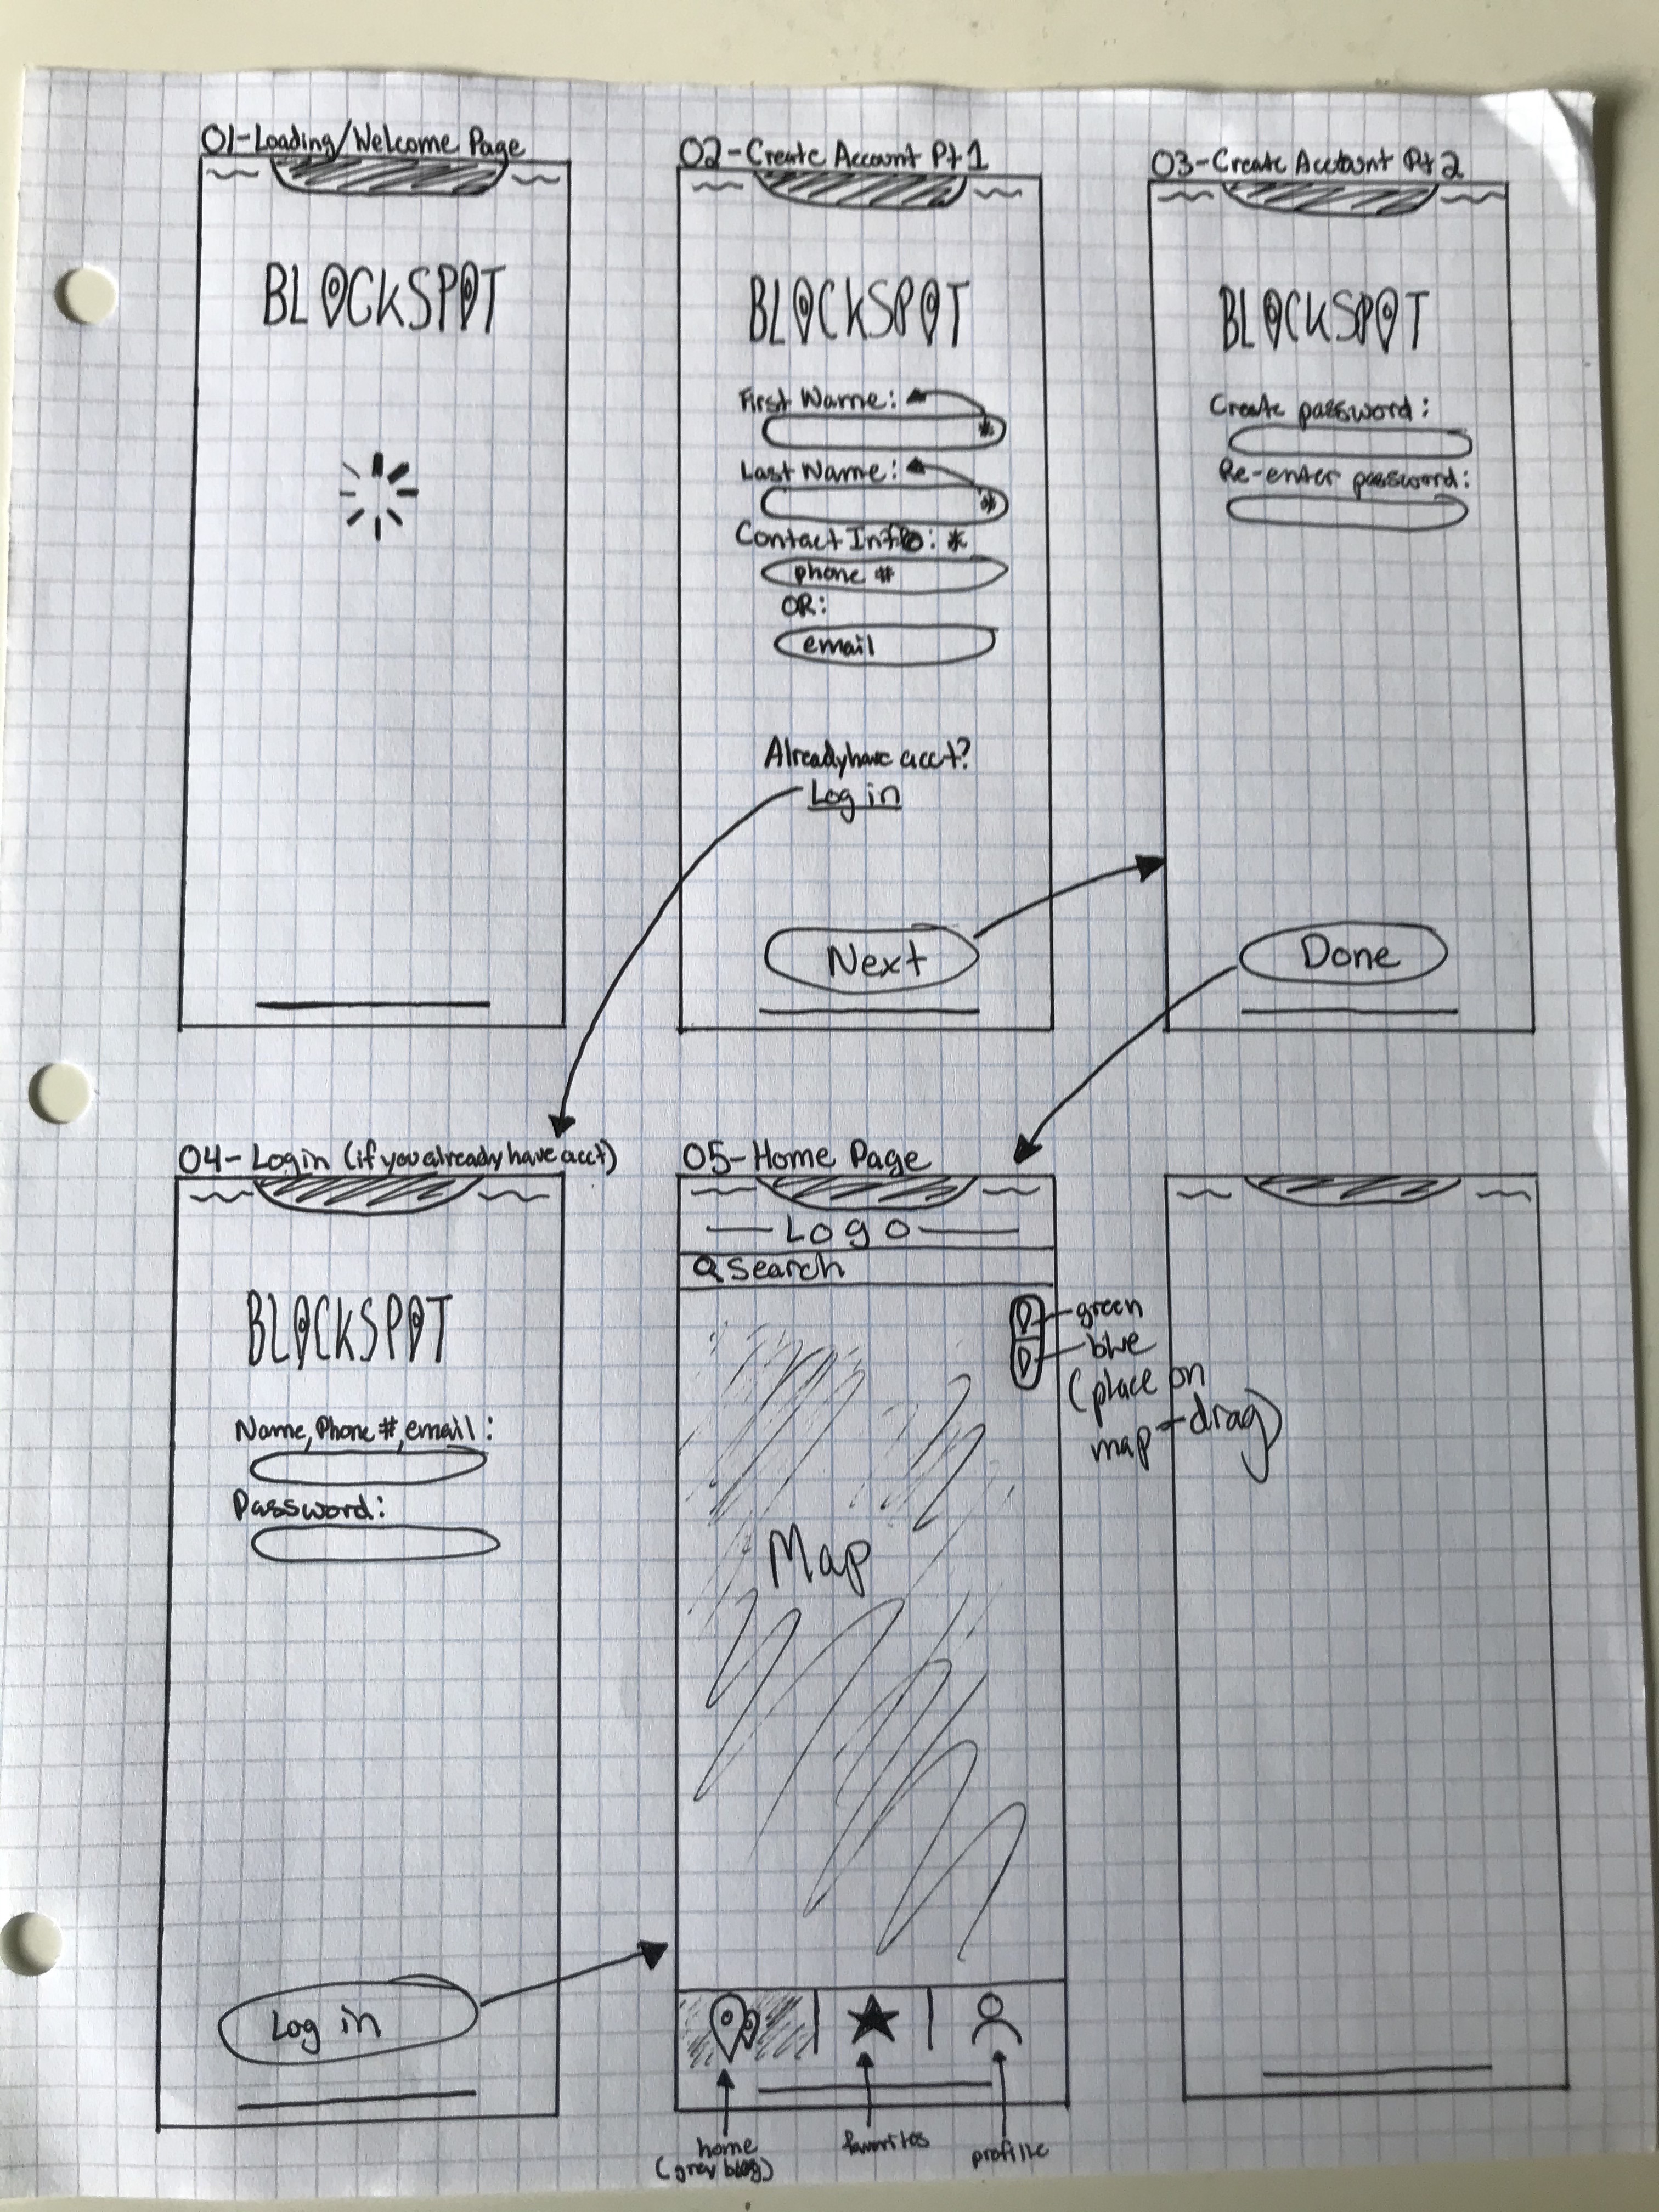 01-Loading/Welcome Page
BLOCKSPOT
02-Create Account Pt 1
BLOCKSPOT
First Name:
*
Last Name:
*
Contact Info: *
phone #
OR:
email
Already have acct?
Log in
Next
03-Create Account Pt 2
BLOCKSPOT
Create password:
Re-enter password:
Done
04-Login (if you already have acct)
BLOCKSPOT
Name, Phone #, email:
Password:
Log in
05-Home Page
Logo
Search
green
blue
(place on
map-drag)
Map
home
(grey
favorites
profille